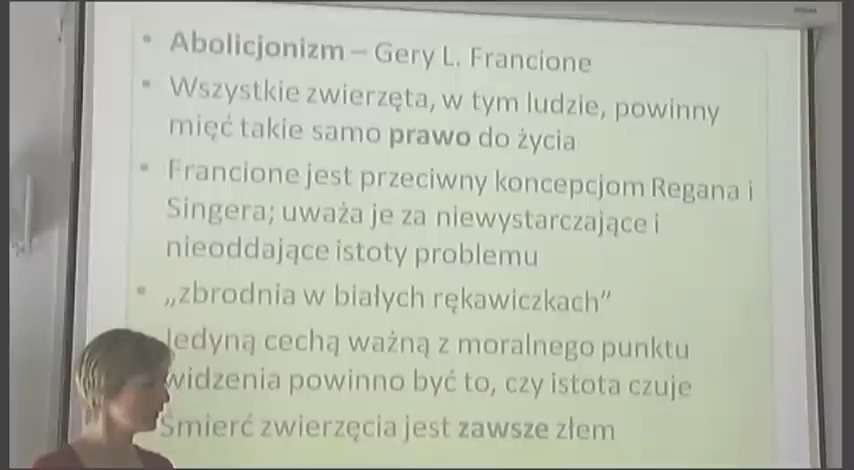 • Abolicjonizm – Gery L. Francione
• Wszystkie zwierzęta, w tym ludzie, powinny
mięć takie samo prawo do życia
• Francione jest przeciwny koncepcjom Regana i
Singera; uważa je za niewystarczające i
nieoddające istoty problemu
• „zbrodnia w białych rękawiczkach”
Jedyną cechą ważną z moralnego punktu
widzenia powinno być to, czy istota czuje
Śmierć zwierzęcia jest zawsze złem